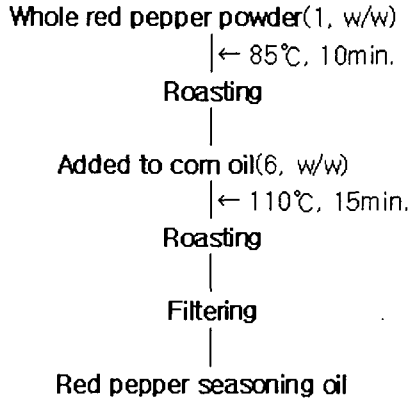 Whole red pepper powder(1, w/w)
← 85℃, 10min.
Roasting
Added to corn oil(6, w/w)
← 110℃, 15min.
Roasting
Filtering
Red pepper seasoning oil